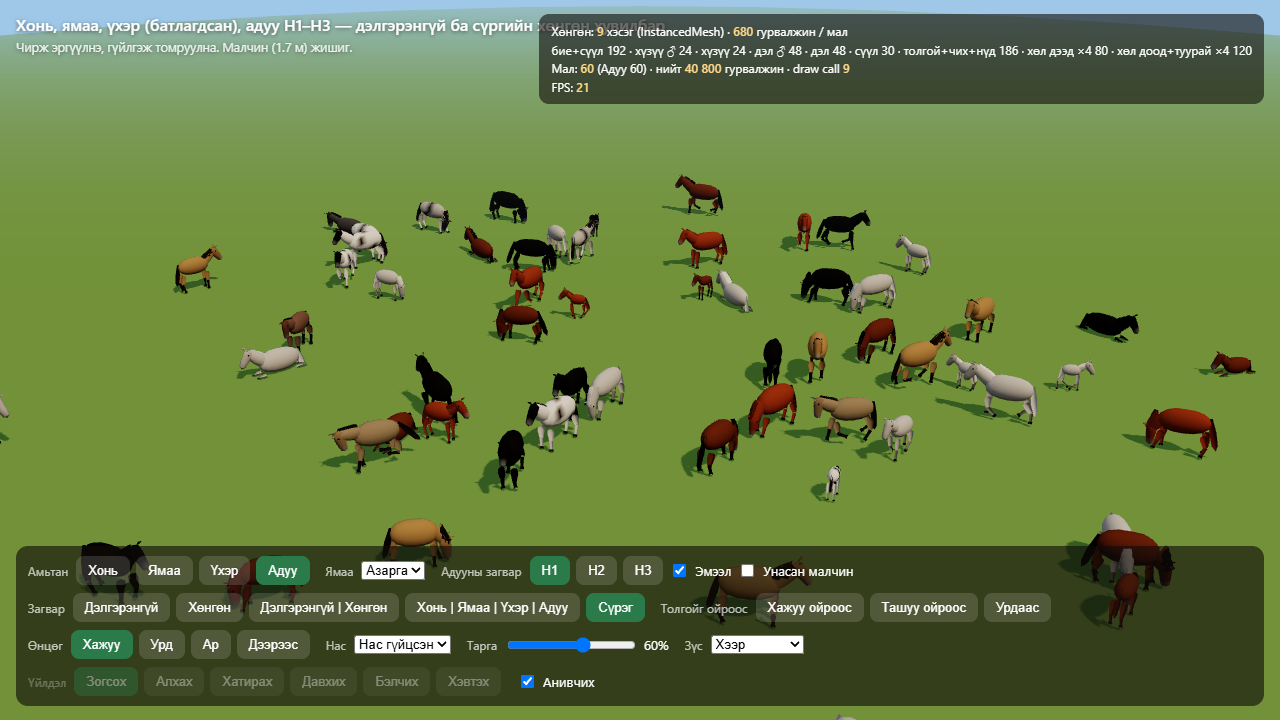 Хонь, ямаа, үхэр (батлагдсан), адуу H1–H3 — дэлгэрэнгүй ба сүргийн хөнгөн хувилбар
Чирж эргүүлнэ, гүйлгэж томруулна. Малчин (1.7 м) жишиг.
Хөнгөн: 9 хэсэг (InstancedMesh) · 680 гурвалжин / мал
бие+сүүл 192 · хүзүү ♂ 24 · хүзүү 24 · дэл ♂ 48 · дэл 48 · сүүл 30 · толгой+чих+нүд 186 · хөл дээд ×4 80 · хөл доод+туурай ×4 120
Мал: 60 (Адуу 60) · нийт 40 800 гурвалжин · draw call 9
FPS: 21
Амьтан Хонь Ямаа Үхэр Адуу Ямаа Азарга Адууны загвар H1 H2 H3 Эмээл Унасан малчин
Загвар Дэлгэрэнгүй Хөнгөн Дэлгэрэнгүй | Хөнгөн Хонь | Ямаа | Үхэр | Адуу Сүрэг Толгойг ойроос Хажуу ойроос Ташуу ойроос Урдаас
Өнцөг Хажуу Урд Ар Дээрээс Нас Нас гүйцсэн Тарга 60% Зүс Хээр
Үйлдэл Зогсох Алхах Хатирах Давхих Бэлчих Хэвтэх Анивчих